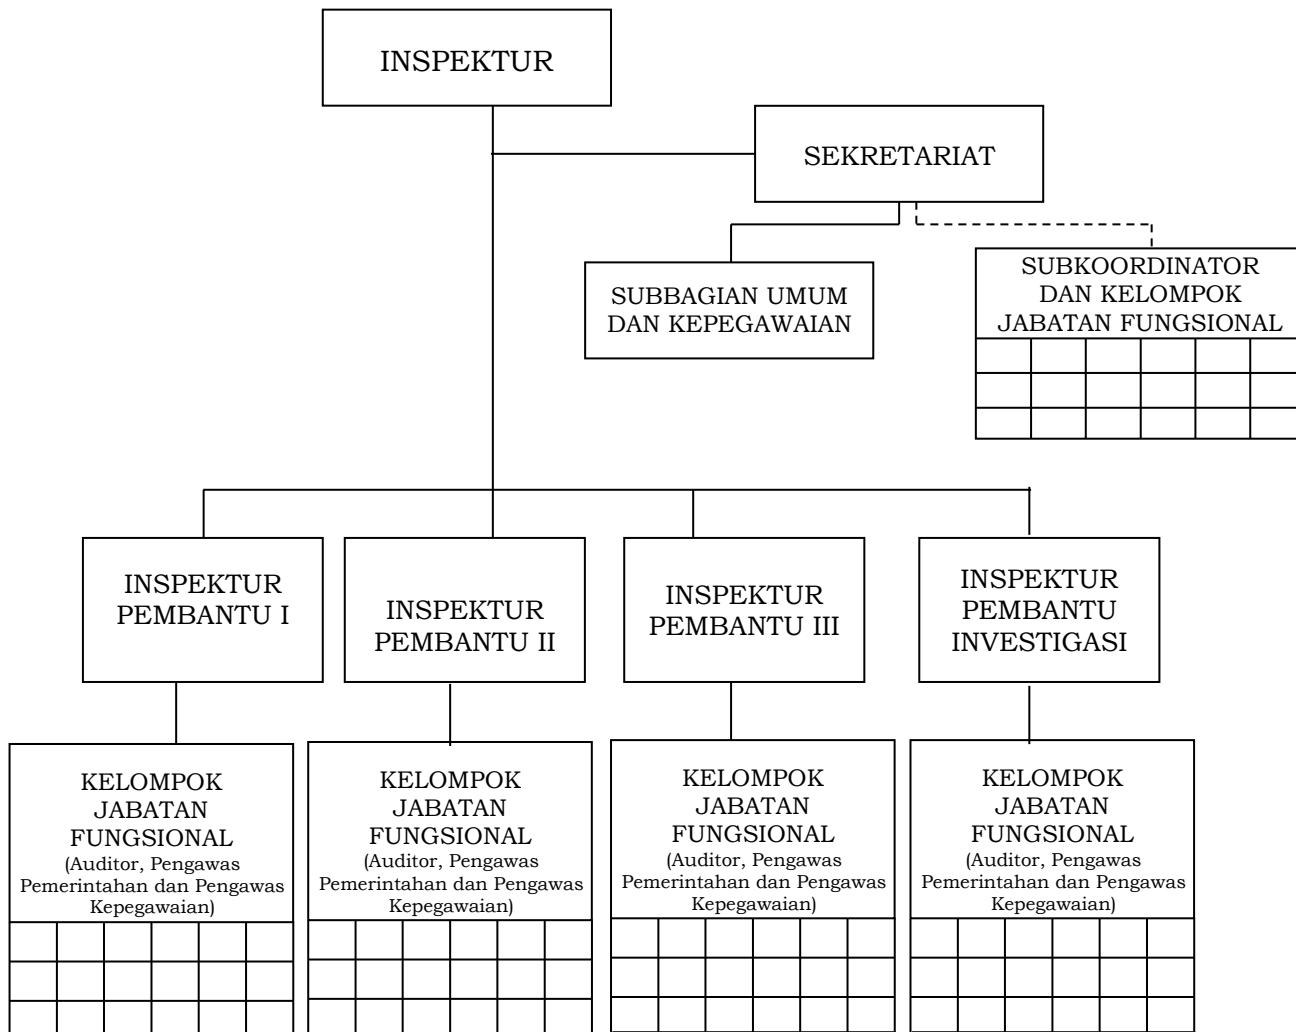 INSPEKTUR
SEKRETARIAT
SUBBAGIAN UMUM
DAN KEPEGAWAIAN
SUBKOORDINATOR
DAN KELOMPOK
JABATAN FUNGSIONAL
INSPEKTUR
PEMBANTU I
INSPEKTUR
PEMBANTU II
INSPEKTUR
PEMBANTU III
INSPEKTUR
PEMBANTU
INVESTIGASI
KELOMPOK
JABATAN
FUNGSIONAL
(Auditor, Pengawas
Pemerintahan dan Pengawas
Kepegawaian)
KELOMPOK
JABATAN
FUNGSIONAL
(Auditor, Pengawas
Pemerintahan dan Pengawas
Kepegawaian)
KELOMPOK
JABATAN
FUNGSIONAL
(Auditor, Pengawas
Pemerintahan dan Pengawas
Kepegawaian)
KELOMPOK
JABATAN
FUNGSIONAL
(Auditor, Pengawas
Pemerintahan dan Pengawas
Kepegawaian)